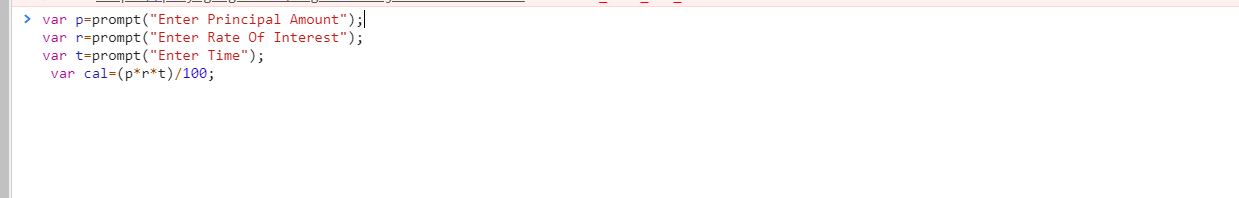 var p=prompt("Enter Principal Amount");
var r=prompt("Enter Rate Of Interest");
var t=prompt("Enter Time");
var cal=(p*r*t)/100;